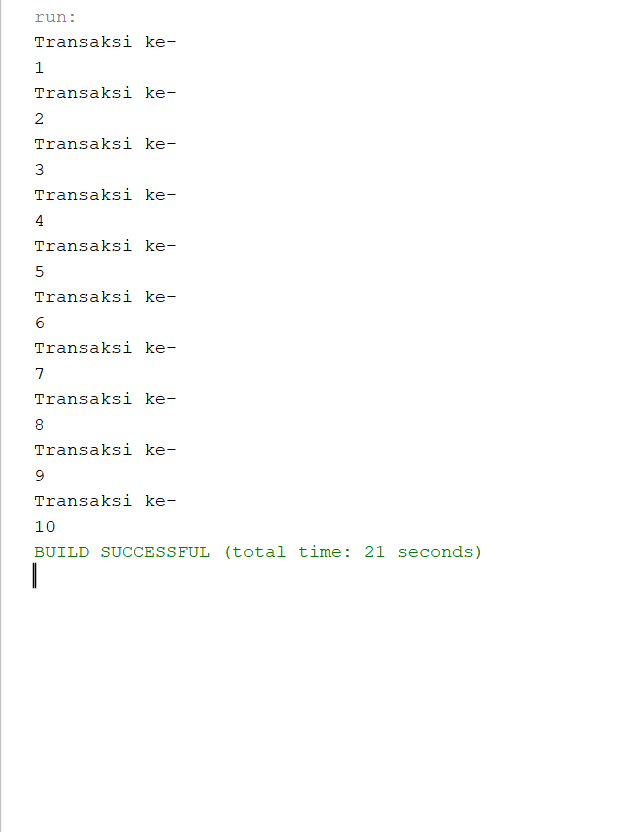 run:
Transaksi ke-
1
Transaksi ke-
2
Transaksi ke-
3
Transaksi ke-
4
Transaksi ke-
5
Transaksi ke-
6
Transaksi ke-
7
Transaksi ke-
8
Transaksi ke-
9
Transaksi ke-
10
BUILD SUCCESSFUL (total time: 21 seconds)